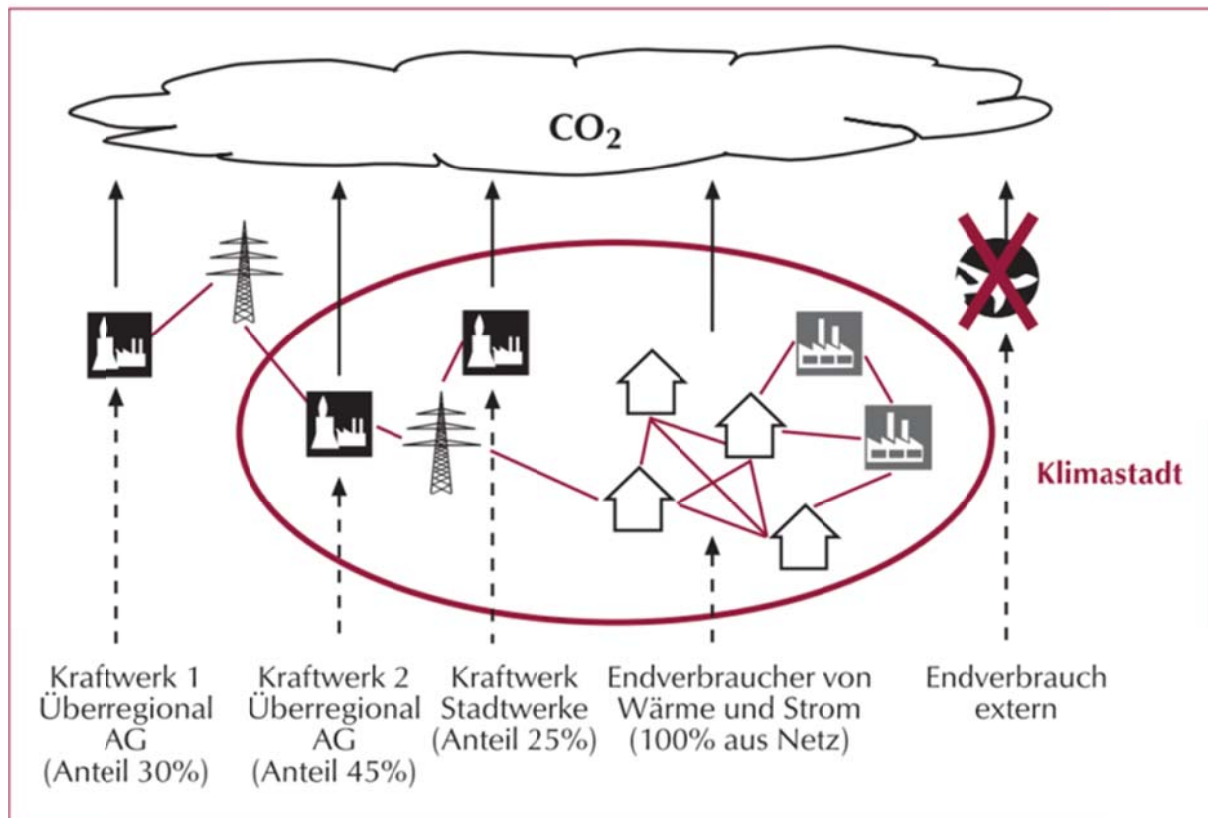 CO₂
Klimastadt
Kraftwerk 1
Überregional
AG
(Anteil 30%)
Kraftwerk 2
Überregional
AG
(Anteil 45%)
Kraftwerk
Stadtwerke
(Anteil 25%)
Endverbraucher von
Wärme und Strom
(100% aus Netz)
Endverbrauch
extern